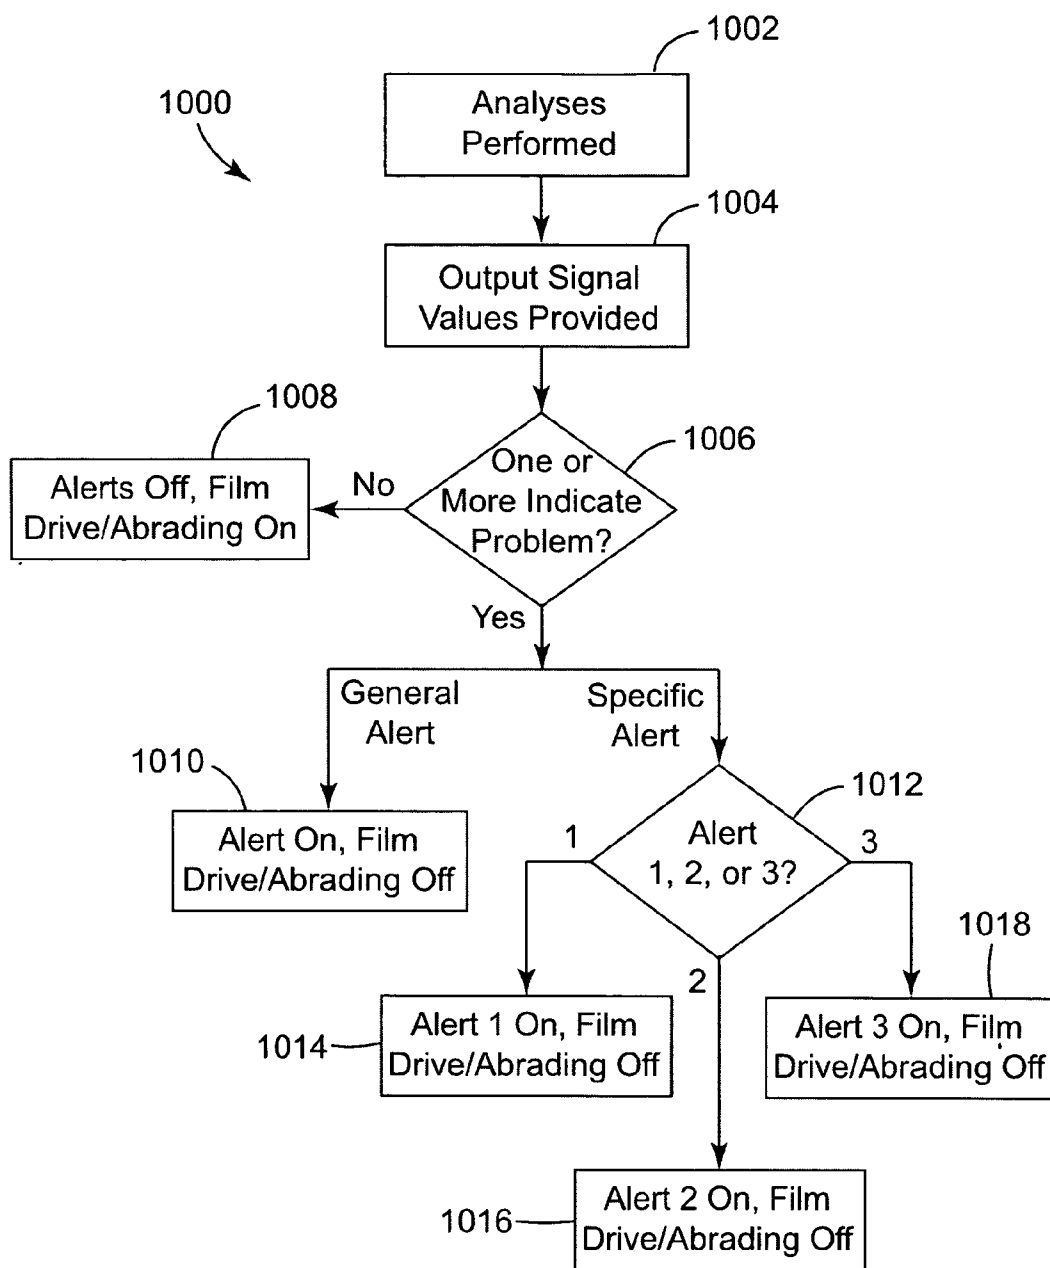 1002
1000
Analyses
Performed
1004
Output Signal
Values Provided
1008
1006
Alerts Off, Film
Drive/Abrading On
No
One or
More Indicate
Problem?
Yes
General
Alert
Specific
Alert
1010
1012
Alert On, Film
Drive/Abrading Off
1
Alert
1, 2, or 3?
3
2
1018
1014
Alert 1 On, Film
Drive/Abrading Off
Alert 3 On, Film
Drive/Abrading Off
1016
Alert 2 On, Film
Drive/Abrading Off